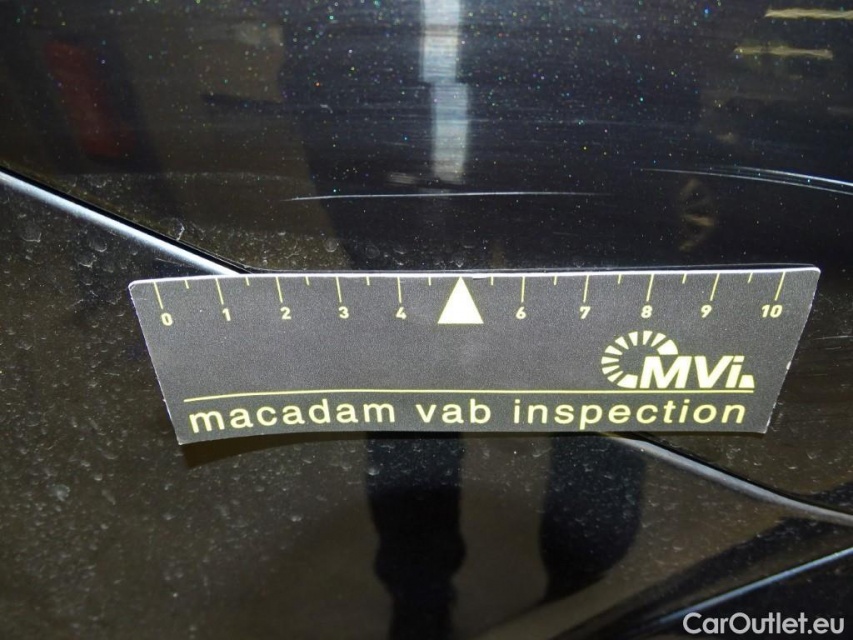 0 1 2 3 4 6 7 8 9 10
MVi
macadam vab inspection
CarOutlet.eu